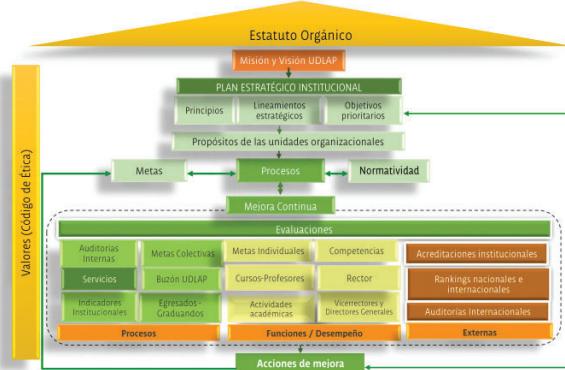 Estatuto Orgánico
Misión y Visión UDLAP
PLAN ESTRATÉGICO INSTITUCIONAL
Principios
Lineamientos
estratégicos
Objetivos
prioritarios
Propósitos de las unidades organizacionales
Metas
Procesos
Normatividad
Mejora Continua
Valores (Código de Ética)
Evaluaciones
Auditorías
Internas
Metas Colectivas
Metas Individuales
Competencias
Acreditaciones institucionales
Servicios
Buzón UDLAP
Cursos-Profesores
Rector
Rankings nacionales e
internacionales
Indicadores
Institucionales
Egresados-
Graduandos
Actividades
académicas
Vicerrectores y
Directores Generales
Auditorías Internacionales
Procesos
Funciones / Desempeño
Externas
Acciones de mejora